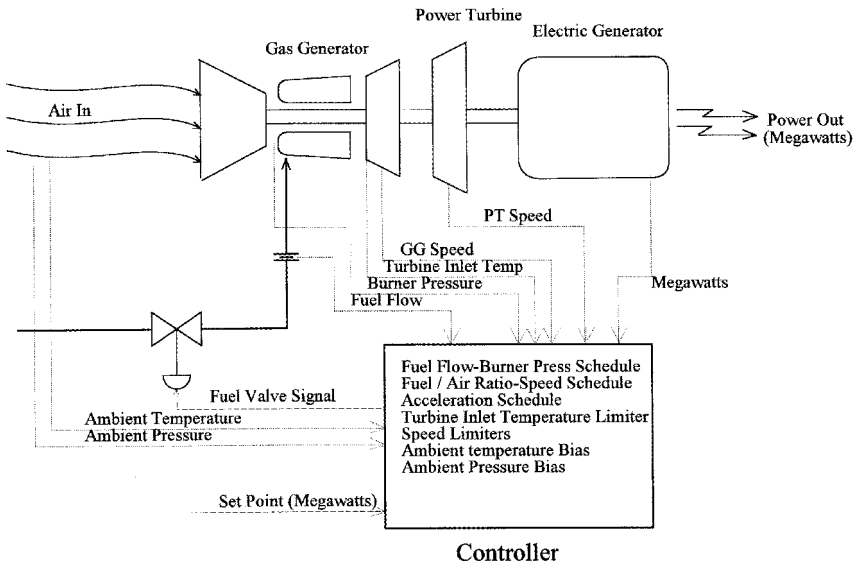 Power Turbine
Electric Generator
Gas Generator
Air In
Power Out
(Megawatts)
PT Speed
GG Speed
Turbine Inlet Temp
Burner Pressure
Megawatts
Fuel Flow
Fuel Flow-Burner Press Schedule
Fuel / Air Ratio-Speed Schedule
Acceleration Schedule
Turbine Inlet Temperature Limiter
Speed Limiters
Ambient temperature Bias
Ambient Pressure Bias
Fuel Valve Signal
Ambient Temperature
Ambient Pressure
Set Point (Megawatts)
Controller